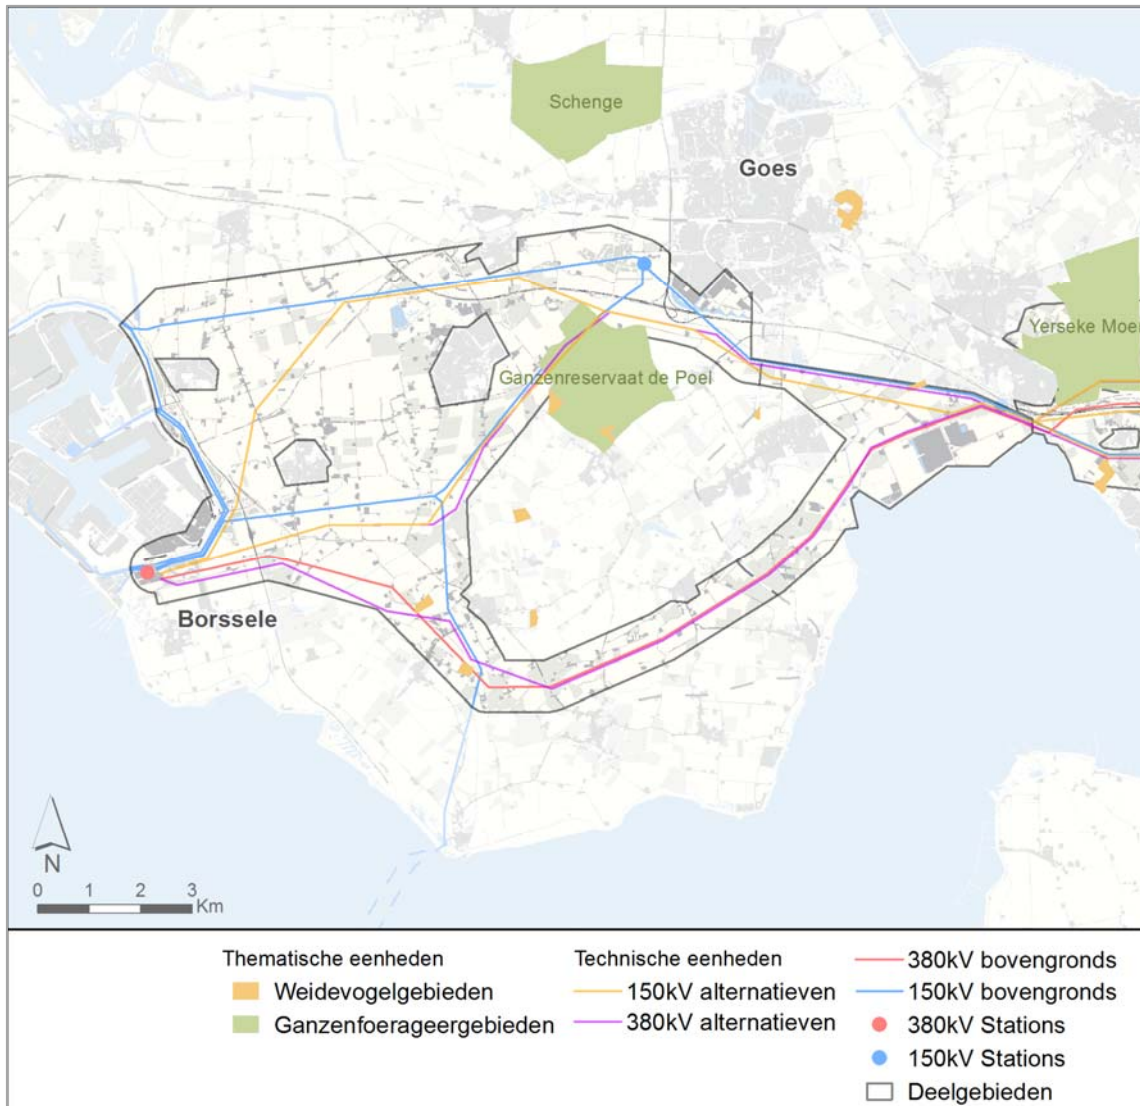 Schenge
Goes
Yerseke Moer
Ganzenreservaat de Poel
Borssele
N
0 1 2 3
Km
Thematische eenheden
Weidevogelgebieden
Ganzenfoerageergebieden
Technische eenheden
150kV alternatieven
380kV alternatieven
380kV bovengronds
150kV bovengronds
380kV Stations
150kV Stations
Deelgebieden